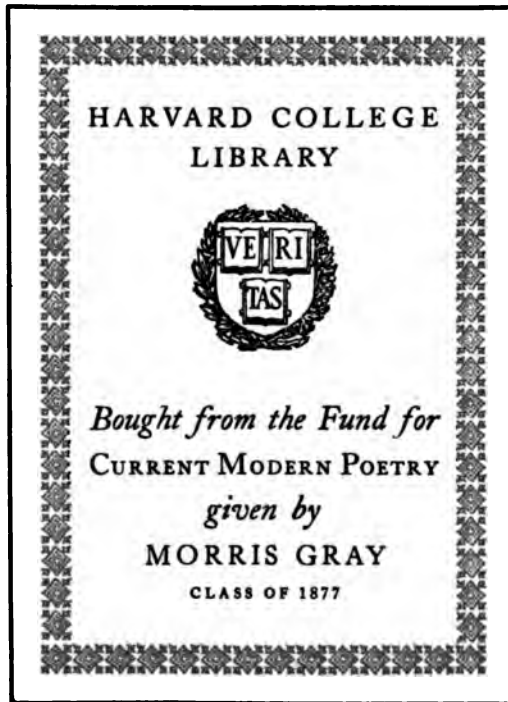 HARVARD COLLEGE
LIBRARY
VE RI
TAS
Bought from the Fund for
CURRENT MODERN POETRY
given by
MORRIS GRAY
CLASS OF 1877